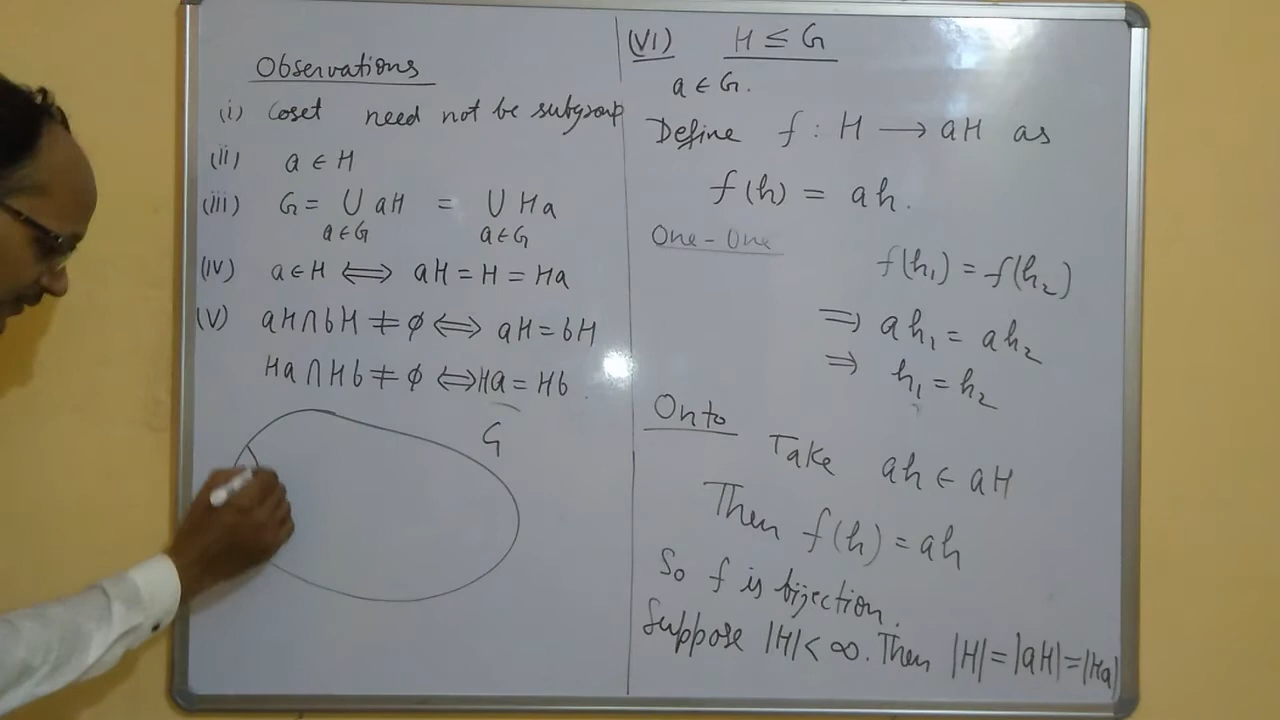 Observations
(i) Coset need not be subgroup
(ii) a ∈ H
(iii) G = ∪ aH = ∪ Ha
a∈G a∈G
(iv) a ∈ H ⟺ aH = H = Ha
(v) aH ∩ bH ≠ φ ⟺ aH = bH
Ha ∩ Hb ≠ φ ⟺ Ha = Hb
G
(VI) H ≤ G
a ∈ G.
Define f : H → aH as
f(h) = ah.
One-One
f(h₁) = f(h₂)
⇒ ah₁ = ah₂
⇒ h₁ = h₂
Onto
Take ah ∈ aH
Then f(h) = ah
So f is bijection.
Suppose |H| < ∞. Then |H| = |aH| = |Ha|